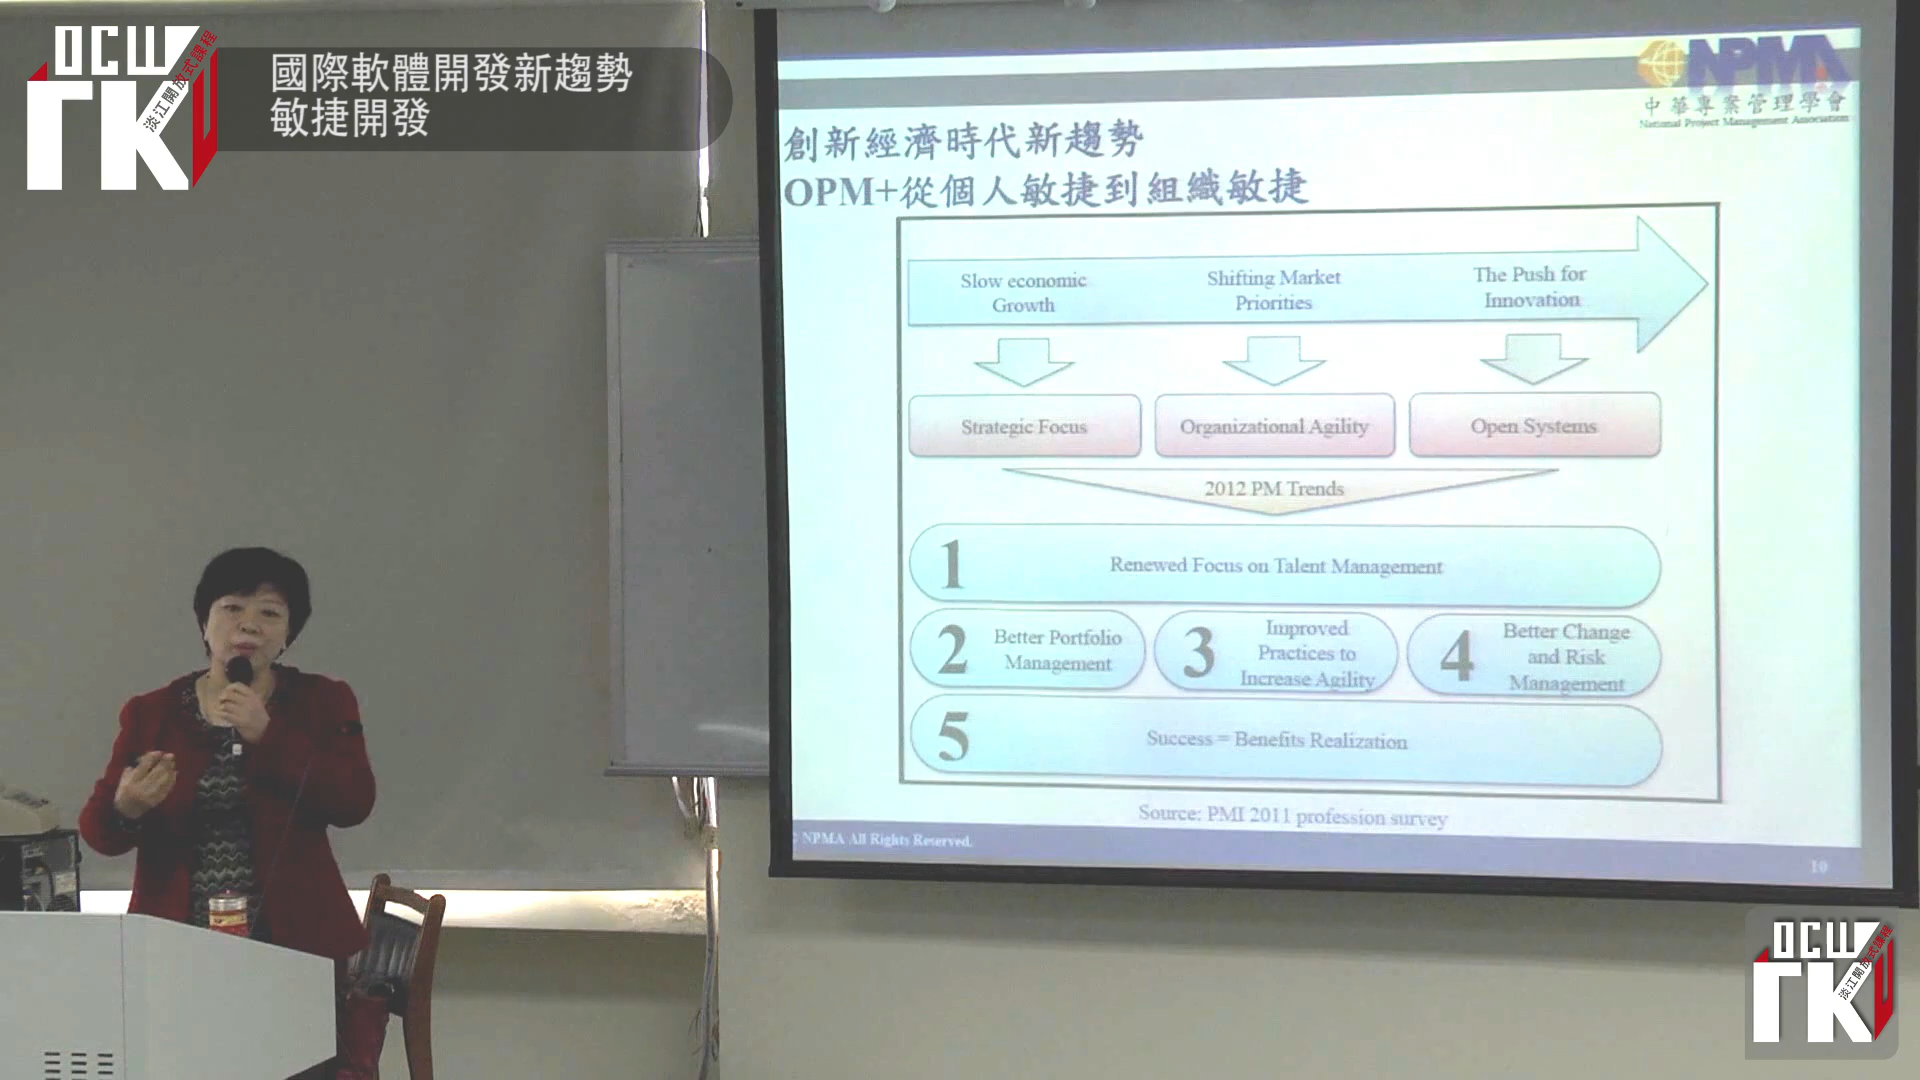 OCW
TKU
淡江開放式課程
國際軟體開發新趨勢
敏捷開發
NPMA
中華專案管理學會
National Project Management Association
創新經濟時代新趨勢
OPM+從個人敏捷到組織敏捷
Slow economic
Growth
Shifting Market
Priorities
The Push for
Innovation
Strategic Focus
Organizational Agility
Open Systems
2012 PM Trends
1
Renewed Focus on Talent Management
2
Better Portfolio
Management
3
Improved
Practices to
Increase Agility
4
Better Change
and Risk
Management
5
Success = Benefits Realization
Source: PMI 2011 profession survey
© NPMA All Rights Reserved.
10
OCW
TKU
淡江開放式課程